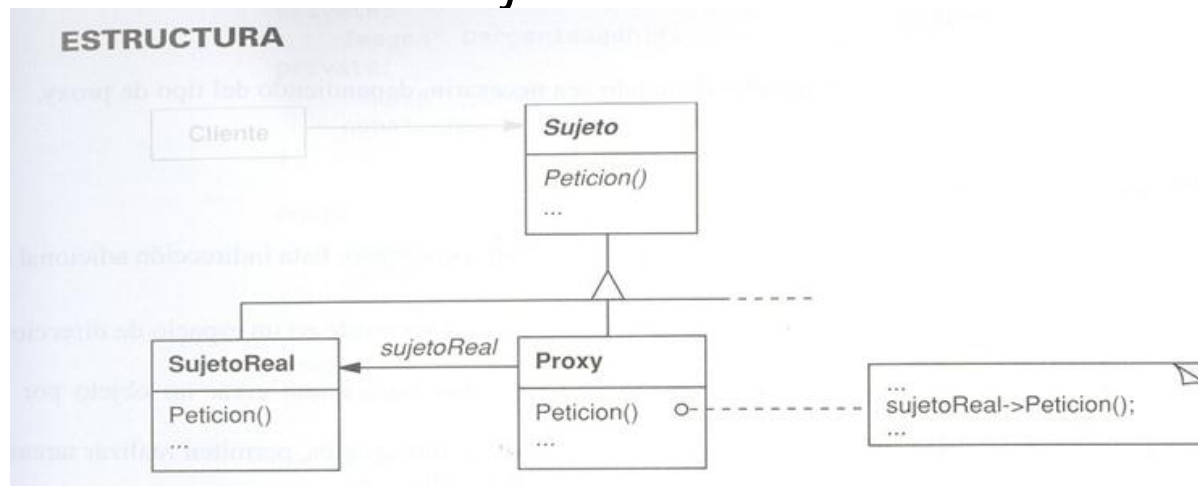 ESTRUCTURA
Cliente
Sujeto
Peticion()
...
SujetoReal
Peticion()
...
sujetoReal
Proxy
Peticion()
...
...
sujetoReal->Peticion();
...